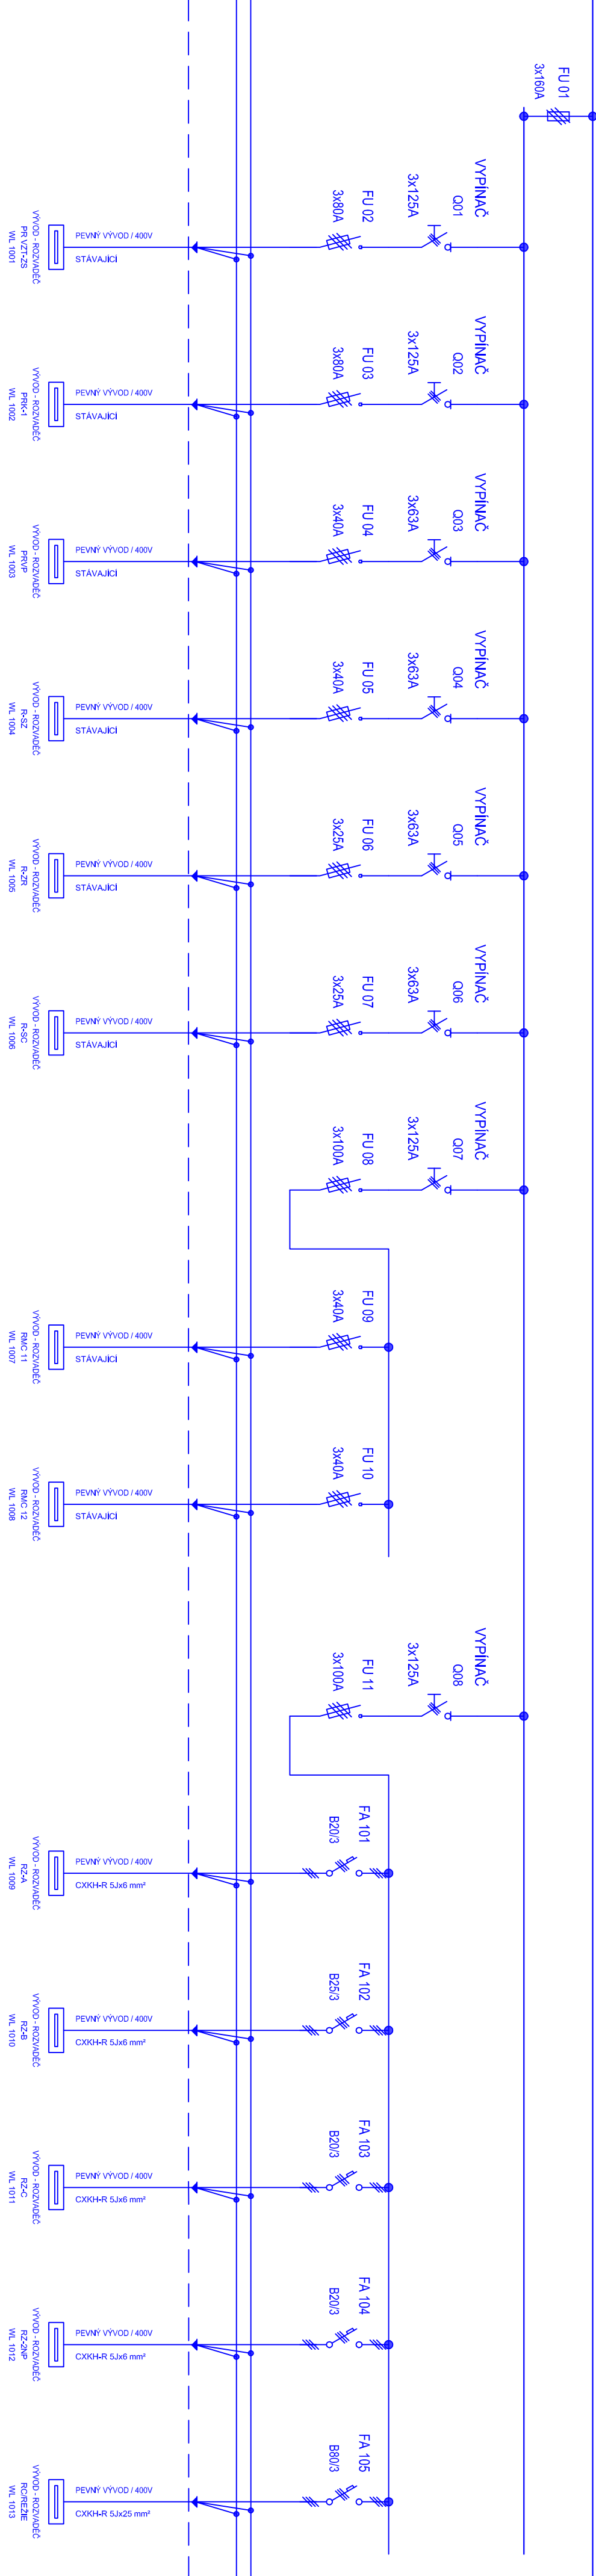 FU 01
3x160A
VYPÍNAČ
Q01
3x125A
FU 02
3x80A
PEVNÝ VÝVOD / 400V
STÁVAJÍCÍ
VÝVOD - ROZVADĚČ
PR VZT-ZS
WL 1001
VYPÍNAČ
Q02
3x125A
FU 03
3x80A
PEVNÝ VÝVOD / 400V
STÁVAJÍCÍ
VÝVOD - ROZVADĚČ
PRK-1
WL 1002
VYPÍNAČ
Q03
3x63A
FU 04
3x40A
PEVNÝ VÝVOD / 400V
STÁVAJÍCÍ
VÝVOD - ROZVADĚČ
PRVP
WL 1003
VYPÍNAČ
Q04
3x63A
FU 05
3x40A
PEVNÝ VÝVOD / 400V
STÁVAJÍCÍ
VÝVOD - ROZVADĚČ
R-SZ
WL 1004
VYPÍNAČ
Q05
3x63A
FU 06
3x25A
PEVNÝ VÝVOD / 400V
STÁVAJÍCÍ
VÝVOD - ROZVADĚČ
R-ZR
WL 1005
VYPÍNAČ
Q06
3x63A
FU 07
3x25A
PEVNÝ VÝVOD / 400V
STÁVAJÍCÍ
VÝVOD - ROZVADĚČ
R-SC
WL 1006
VYPÍNAČ
Q07
3x125A
FU 08
3x100A
FU 09
3x40A
PEVNÝ VÝVOD / 400V
STÁVAJÍCÍ
VÝVOD - ROZVADĚČ
RMC 11
WL 1007
FU 10
3x40A
PEVNÝ VÝVOD / 400V
STÁVAJÍCÍ
VÝVOD - ROZVADĚČ
RMC 12
WL 1008
VYPÍNAČ
Q08
3x125A
FU 11
3x100A
FA 101
B20/3
PEVNÝ VÝVOD / 400V
CXKH-R 5Jx6 mm²
VÝVOD - ROZVADĚČ
RZ-A
WL 1009
FA 102
B25/3
PEVNÝ VÝVOD / 400V
CXKH-R 5Jx6 mm²
VÝVOD - ROZVADĚČ
RZ-B
WL 1010
FA 103
B20/3
PEVNÝ VÝVOD / 400V
CXKH-R 5Jx6 mm²
VÝVOD - ROZVADĚČ
RZ-C
WL 1011
FA 104
B20/3
PEVNÝ VÝVOD / 400V
CXKH-R 5Jx6 mm²
VÝVOD - ROZVADĚČ
RZ-2NP
WL 1012
FA 105
B80/3
PEVNÝ VÝVOD / 400V
CXKH-R 5Jx25 mm²
VÝVOD - ROZVADĚČ
RC/REŽIE
WL 1013